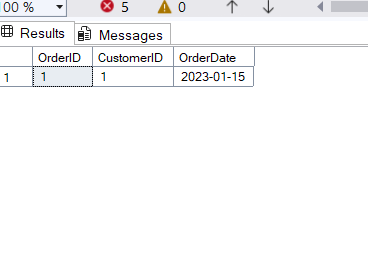 00 % 5 0
Results Messages
OrderID CustomerID OrderDate
1 1 1 2023-01-15